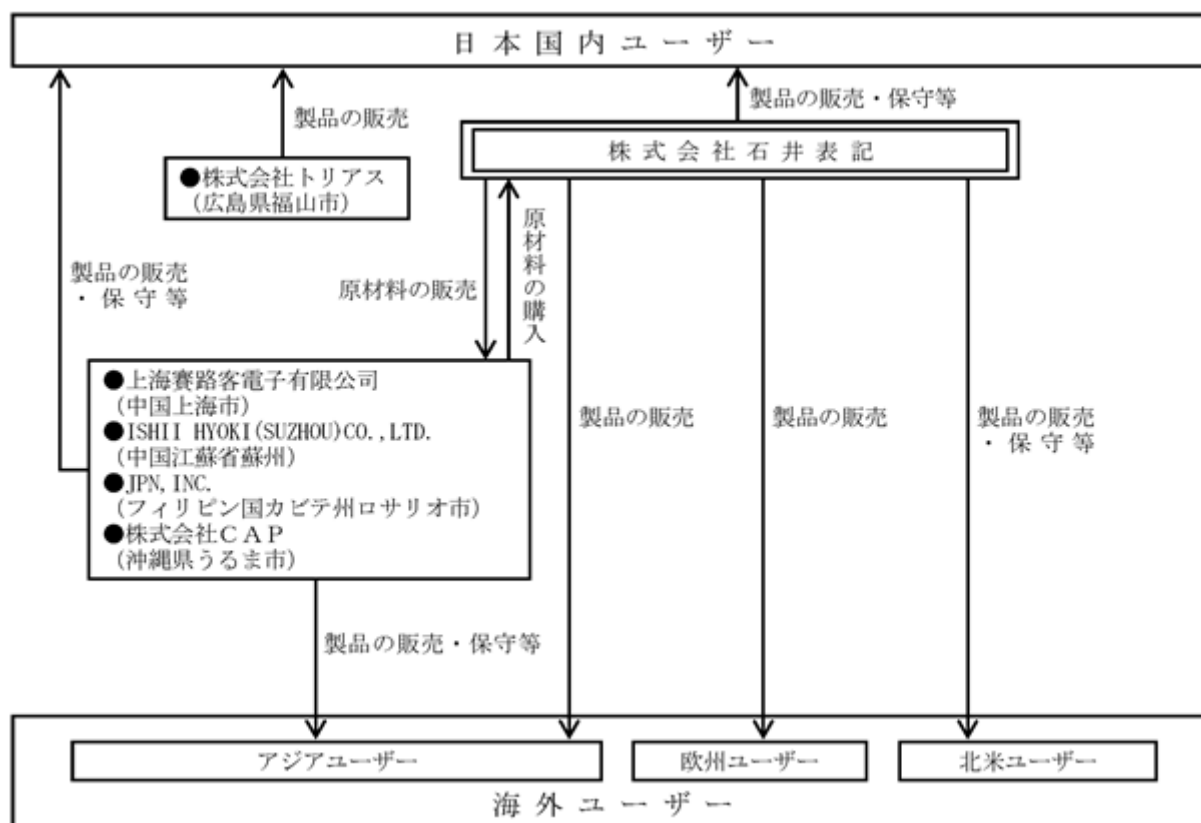 日本国内ユーザー
製品の販売・保守等
製品の販売
株式会社石井表記
●株式会社トリアス
(広島県福山市)
製品の販売
・保守等
原材料の販売
原材料の購入
●上海賽路客電子有限公司
(中国上海市)
●ISHII HYOKI(SUZHOU)CO.,LTD.
(中国江蘇省蘇州)
●JPN,INC.
(フィリピン国カビテ州ロサリオ市)
●株式会社CAP
(沖縄県うるま市)
製品の販売
製品の販売
製品の販売
・保守等
製品の販売・保守等
アジアユーザー
欧州ユーザー
北米ユーザー
海外ユーザー